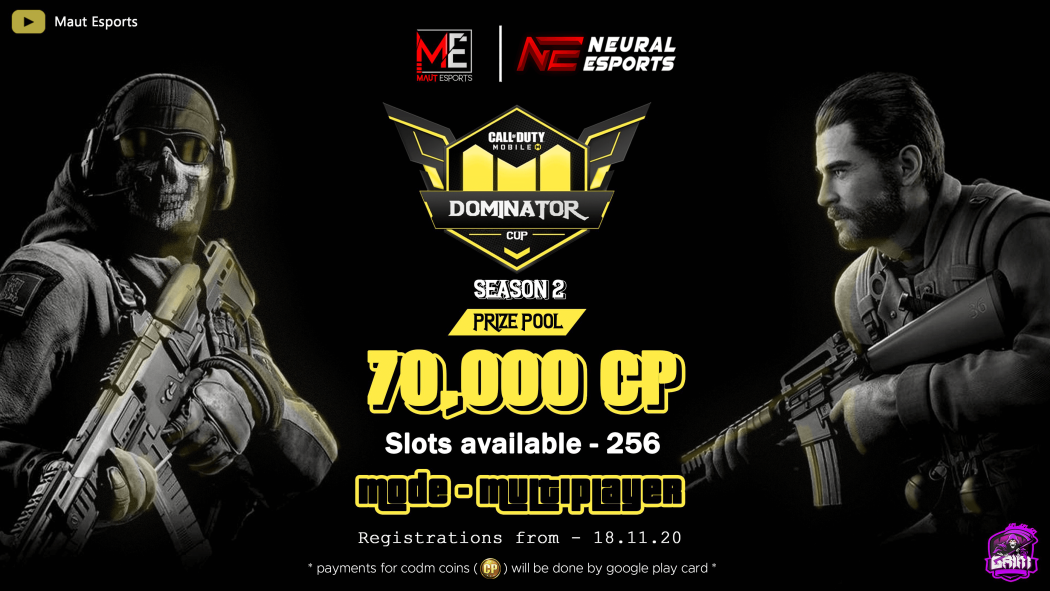 Maut Esports
ME
MAUT ESPORTS
NE NEURAL
ESPORTS
CALL OF DUTY
MOBILE
DOMINATOR
CUP
SEASON 2
PRIZE POOL
70,000 CP
Slots available - 256
mode - multiplayer
Registrations from - 18.11.20
* payments for codm coins ( CP ) will be done by google play card *